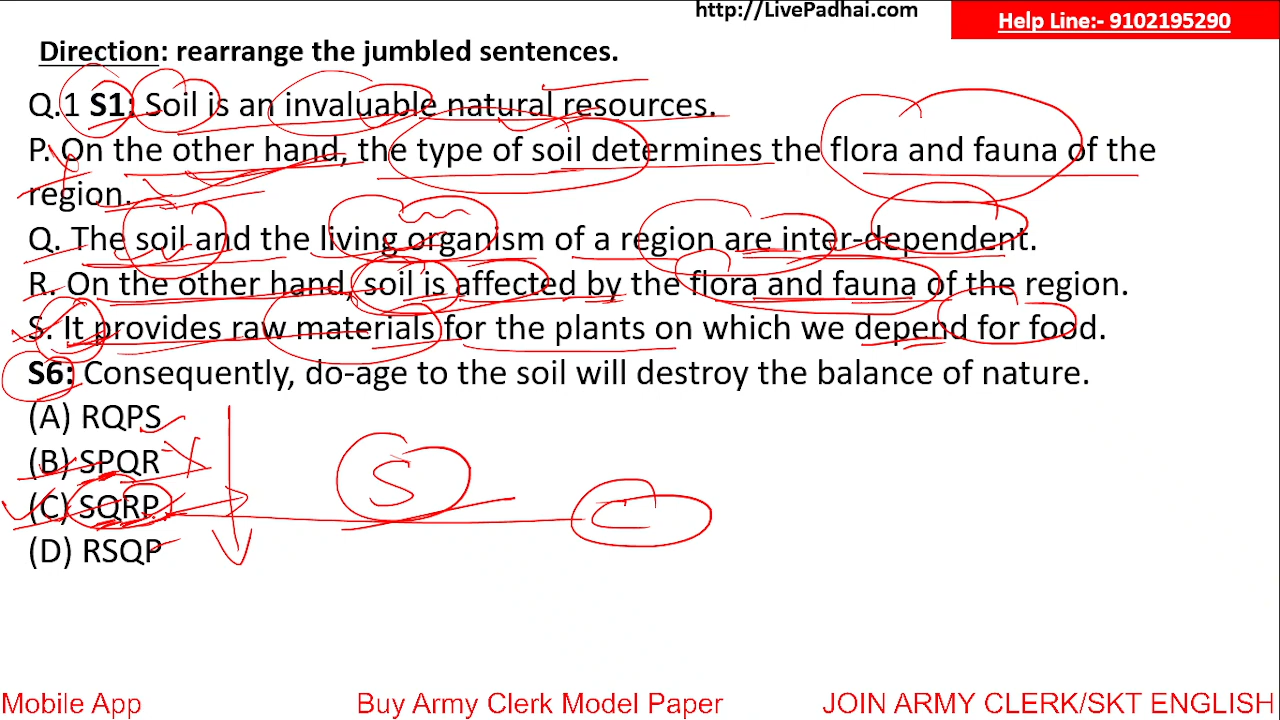 http://LivePadhai.com
Help Line:- 9102195290
Direction: rearrange the jumbled sentences.
Q.1 S1: Soil is an invaluable natural resources.
P. On the other hand, the type of soil determines the flora and fauna of the
region.
Q. The soil and the living organism of a region are inter-dependent.
R. On the other hand, soil is affected by the flora and fauna of the region.
S. It provides raw materials for the plants on which we depend for food.
S6: Consequently, do-age to the soil will destroy the balance of nature.
(A) RQPS
(B) SPQR
(C) SQRP
(D) RSQP
S
C
Mobile App
Buy Army Clerk Model Paper
JOIN ARMY CLERK/SKT ENGLISH